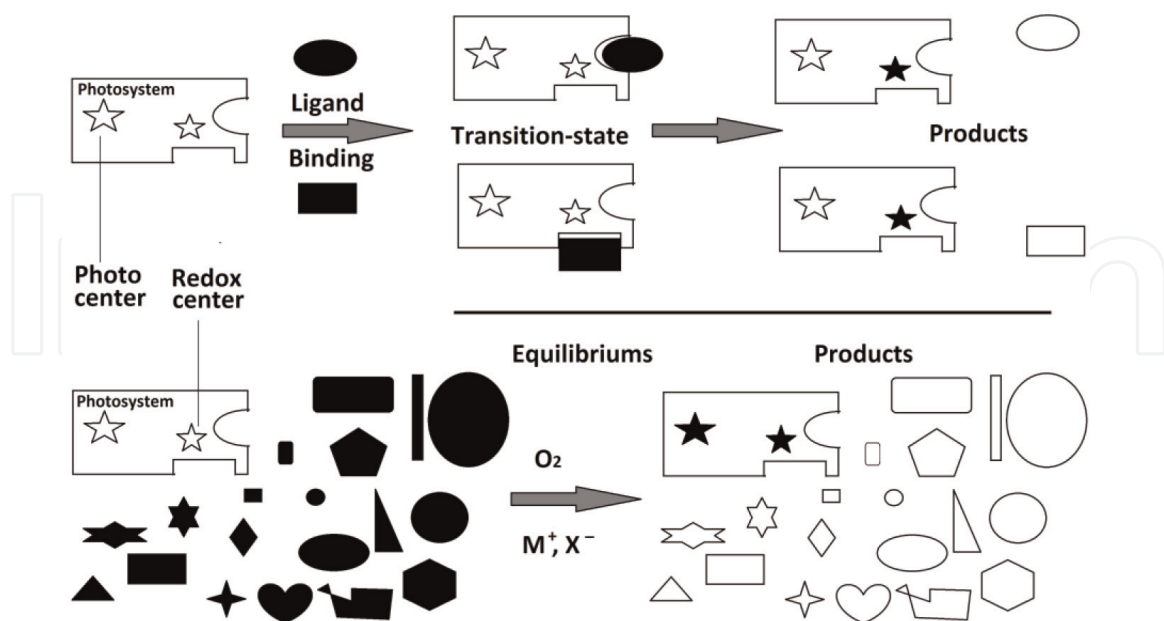 Photosystem
Ligand
Binding
Transition-state
Products
Photo
center
Redox
center
Equilibriums
Products
Photosystem
O₂
M⁺, X⁻